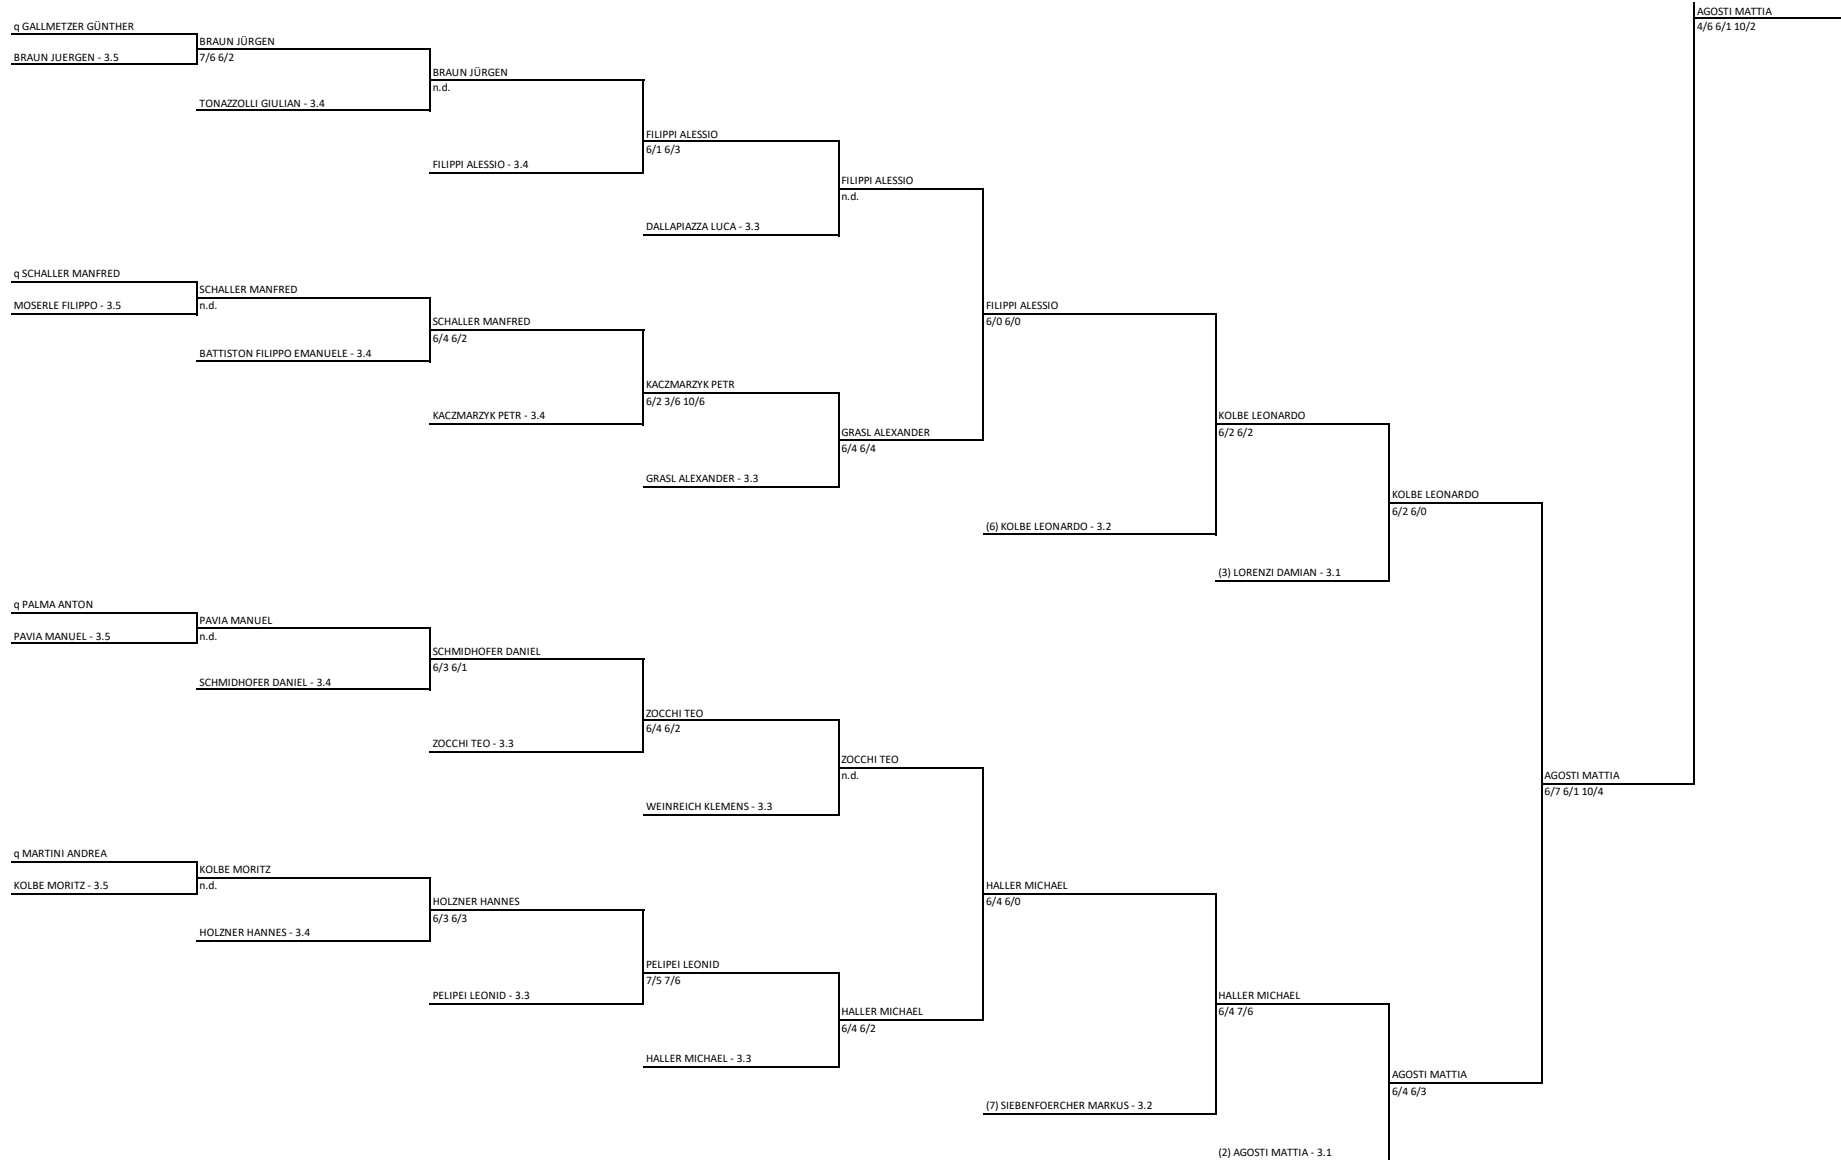 AGOSTI MATTIA
4/6 6/1 10/2
q GALLMETZER GÜNTHER
BRAUN JÜRGEN
BRAUN JUERGEN - 3.5
7/6 6/2
BRAUN JÜRGEN
n.d.
TONAZZOLLI GIULIAN - 3.4
FILIPPI ALESSIO
6/1 6/3
FILIPPI ALESSIO - 3.4
FILIPPI ALESSIO
n.d.
DALLAPIAZZA LUCA - 3.3
q SCHALLER MANFRED
SCHALLER MANFRED
MOSERLE FILIPPO - 3.5
n.d.
FILIPPI ALESSIO
6/0 6/0
SCHALLER MANFRED
6/4 6/2
BATTISTON FILIPPO EMANUELE - 3.4
KACZMARZYK PETR
6/2 3/6 10/6
KACZMARZYK PETR - 3.4
KOLBE LEONARDO
6/2 6/2
GRASL ALEXANDER
6/4 6/4
GRASL ALEXANDER - 3.3
KOLBE LEONARDO
6/2 6/0
(6) KOLBE LEONARDO - 3.2
(3) LORENZI DAMIAN - 3.1
q PALMA ANTON
PAVIA MANUEL
PAVIA MANUEL - 3.5
n.d.
SCHMIDHOFER DANIEL
6/3 6/1
SCHMIDHOFER DANIEL - 3.4
ZOCCHI TEO
6/4 6/2
ZOCCHI TEO - 3.3
ZOCCHI TEO
n.d.
AGOSTI MATTIA
6/7 6/1 10/4
WEINREICH KLEMENS - 3.3
q MARTINI ANDREA
KOLBE MORITZ
KOLBE MORITZ - 3.5
n.d.
HALLER MICHAEL
6/4 6/0
HOLZNER HANNES
6/3 6/3
HOLZNER HANNES - 3.4
PELIPEI LEONID
7/5 7/6
PELIPEI LEONID - 3.3
HALLER MICHAEL
6/4 7/6
HALLER MICHAEL
6/4 6/2
HALLER MICHAEL - 3.3
AGOSTI MATTIA
6/4 6/3
(7) SIEBENFOERCHER MARKUS - 3.2
(2) AGOSTI MATTIA - 3.1